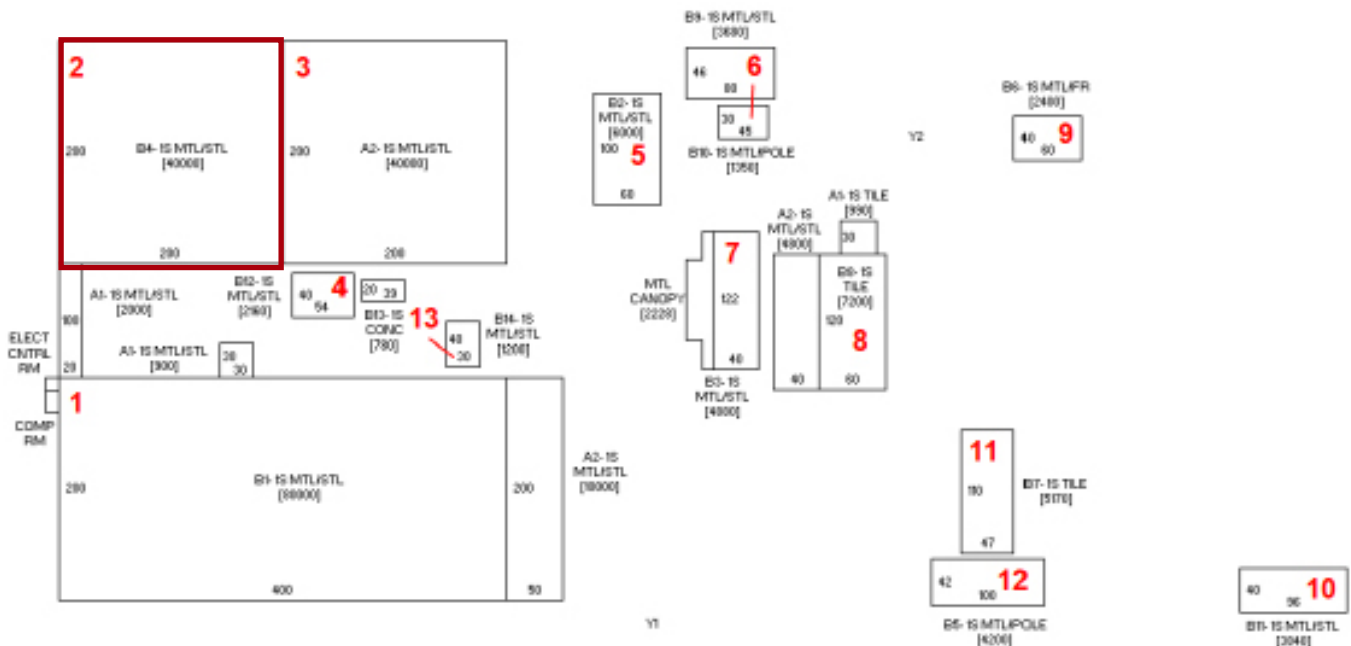 B9- 1S MTL/STL
[3680]
2
3
46
6
80
B2- 1S
MTL/STL
[6000]
100
5
60
30
45
B10- 1S MTL/POLE
[1350]
Y2
B6- 1S MTL/FR
[2400]
40
9
60
200
B4- 1S MTL/STL
[40000]
200
200
A2- 1S MTL/STL
[40000]
200
A1- 1S TILE
[990]
30
A2- 1S
MTL/STL
[4800]
40
7
122
40
MTL
CANOPY
[2228]
B3- 1S
MTL/STL
[4880]
B8- 1S
TILE
[7200]
120
8
60
A1- 1S MTL/STL
[2000]
100
20
B12- 1S
MTL/STL
[2160]
40
4
54
20
39
B13- 1S
CONC
[780]
13
B14- 1S
MTL/STL
[1200]
40
30
ELECT
CNTRL
RM
A1- 1S MTL/STL
[900]
30
30
COMP
RM
1
200
B1- 1S MTL/STL
[80000]
400
200
50
A2- 1S
MTL/STL
[10000]
11
110
47
B7- 1S TILE
[5170]
42
12
100
B5- 1S MTL/POLE
[4200]
40
10
96
B11- 1S MTL/STL
[3840]
Y1